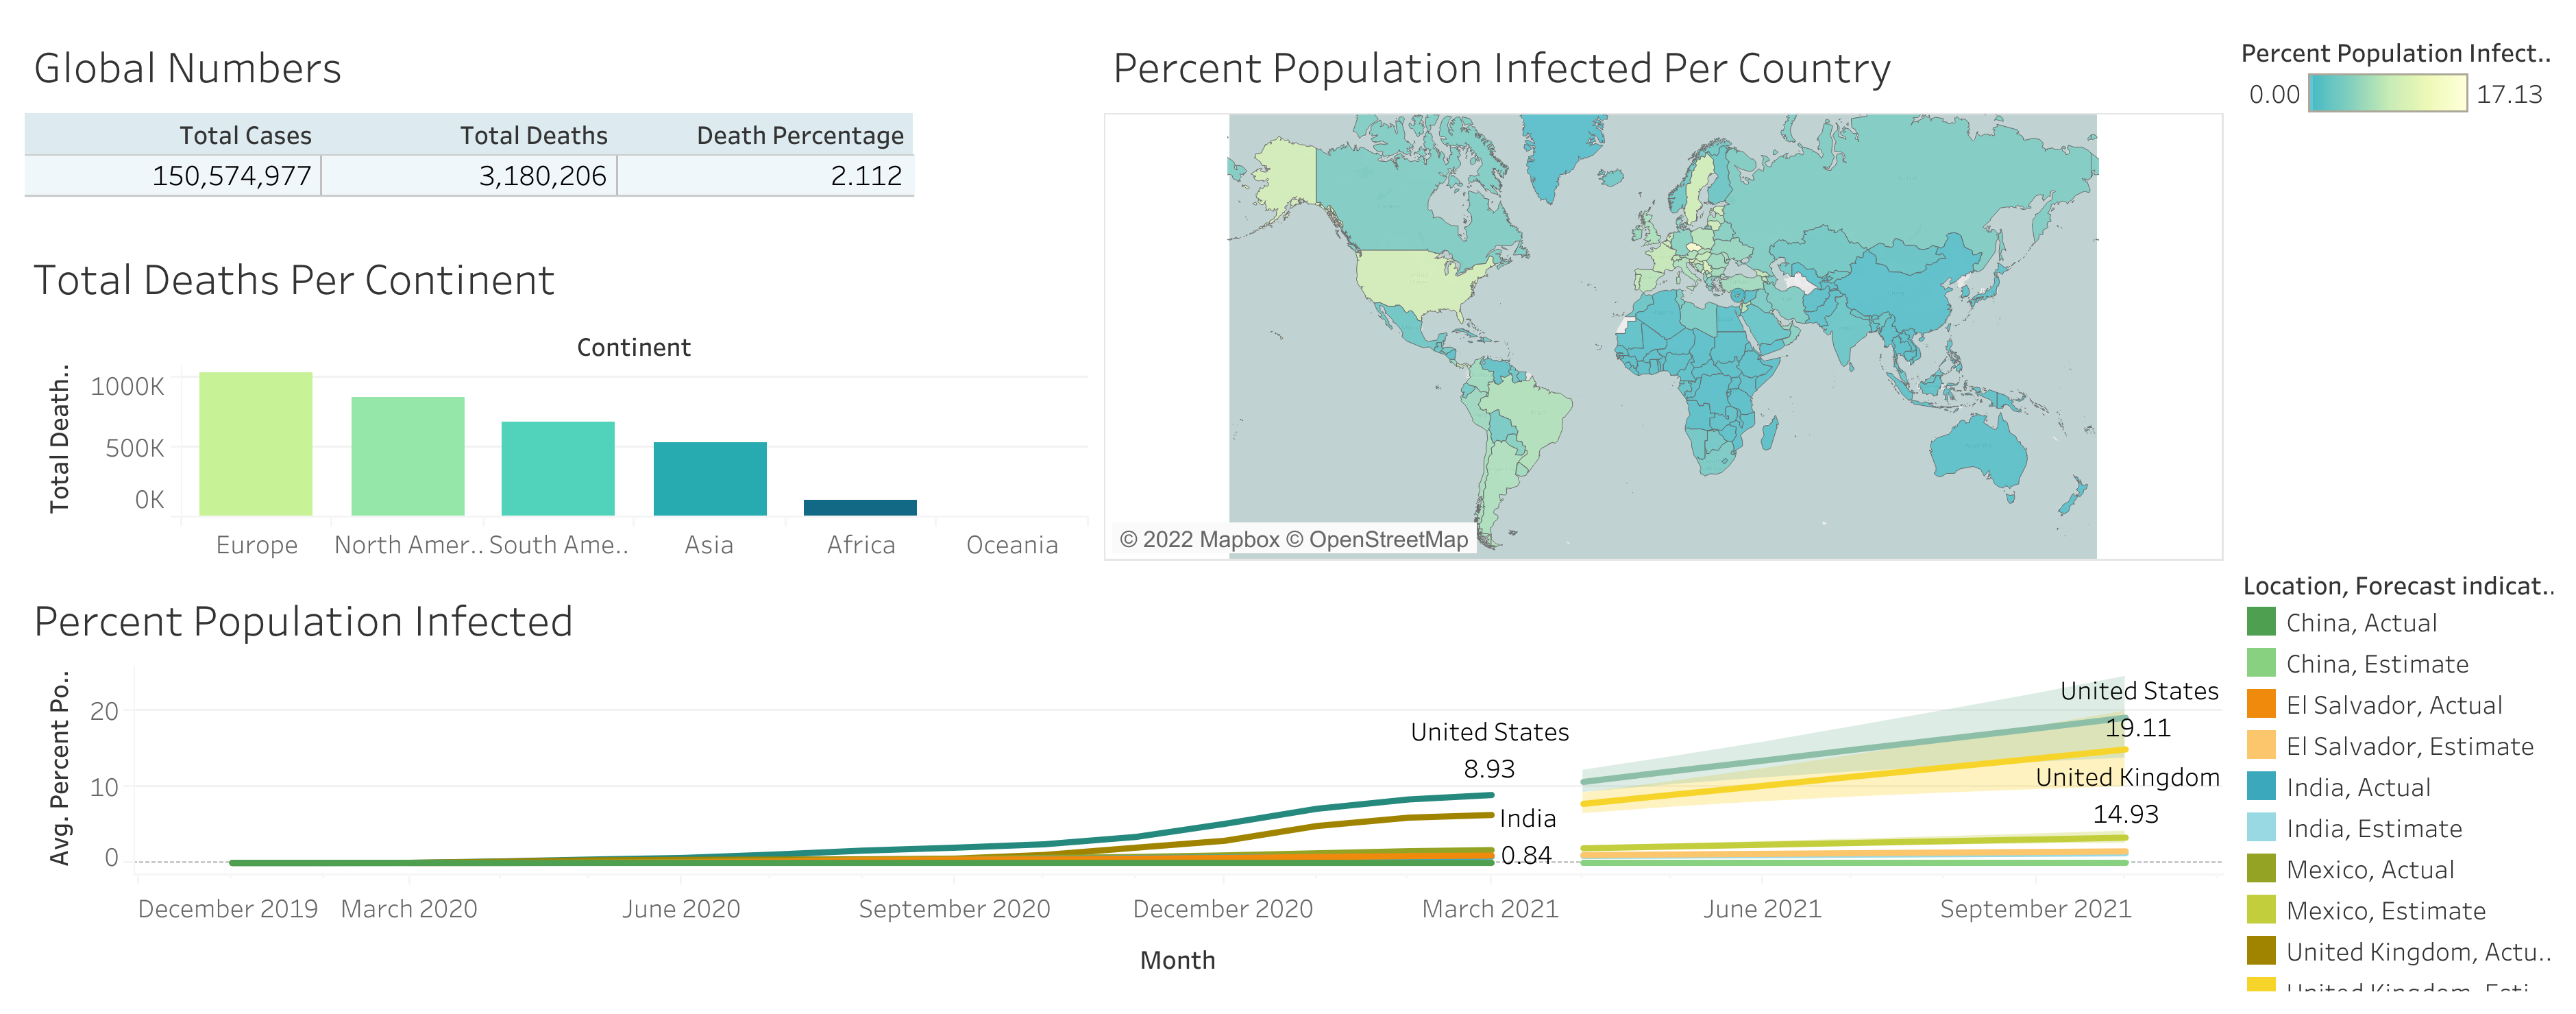 Global Numbers
Total Cases Total Deaths Death Percentage
150,574,977 3,180,206 2.112
Total Deaths Per Continent
Continent
Total Death..
1000K
500K
0K
Europe North Amer.. South Ame.. Asia Africa Oceania
Percent Population Infected Per Country
© 2022 Mapbox © OpenStreetMap
Percent Population Infect..
0.00 17.13
Percent Population Infected
Avg. Percent Po..
20
10
0
United States
8.93
India
0.84
United States
19.11
United Kingdom
14.93
December 2019 March 2020 June 2020 September 2020 December 2020 March 2021 June 2021 September 2021
Month
Location, Forecast indicat..
China, Actual
China, Estimate
El Salvador, Actual
El Salvador, Estimate
India, Actual
India, Estimate
Mexico, Actual
Mexico, Estimate
United Kingdom, Actu..
United Kingdom, Esti..